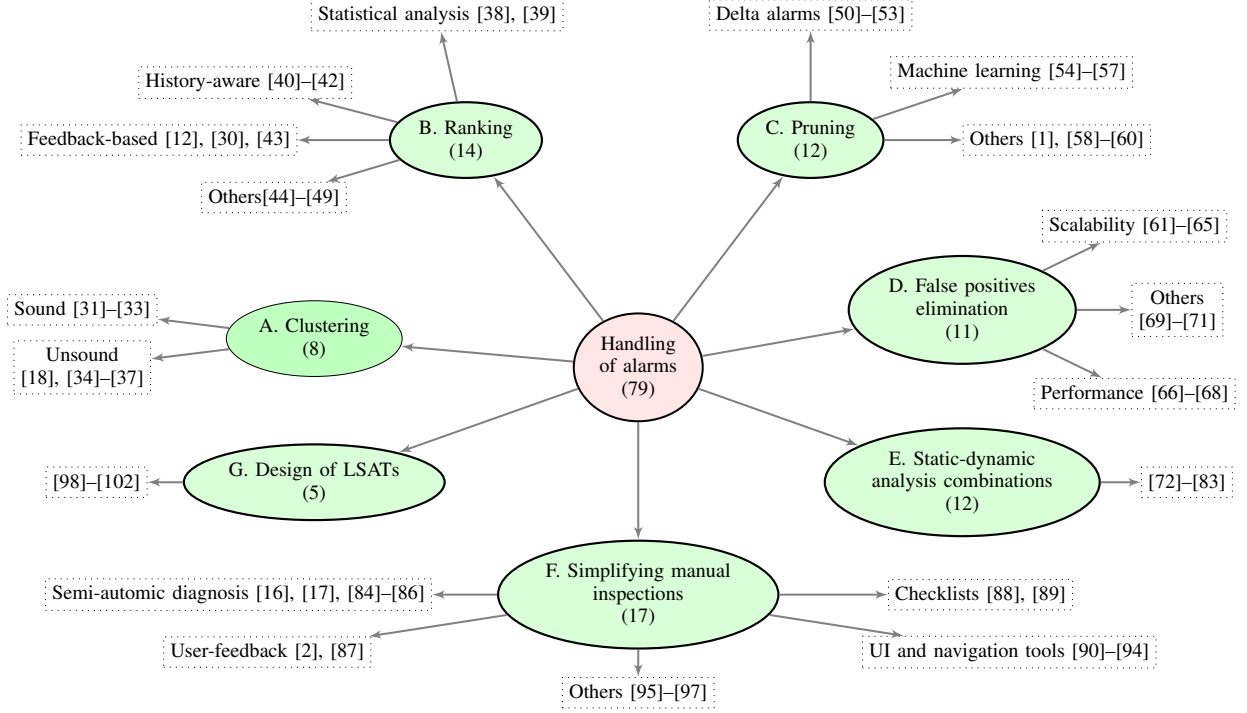 Statistical analysis [38], [39]
Delta alarms [50]–[53]
History-aware [40]–[42]
Machine learning [54]–[57]
B. Ranking
(14)
C. Pruning
(12)
Feedback-based [12], [30], [43]
Others [1], [58]–[60]
Others[44]–[49]
Scalability [61]–[65]
D. False positives
elimination
(11)
Others
[69]–[71]
Sound [31]–[33]
A. Clustering
(8)
Unsound
[18], [34]–[37]
Handling
of alarms
(79)
Performance [66]–[68]
G. Design of LSATs
(5)
[98]–[102]
E. Static-dynamic
analysis combinations
(12)
[72]–[83]
F. Simplifying manual
inspections
(17)
Semi-automic diagnosis [16], [17], [84]–[86]
Checklists [88], [89]
User-feedback [2], [87]
UI and navigation tools [90]–[94]
Others [95]–[97]